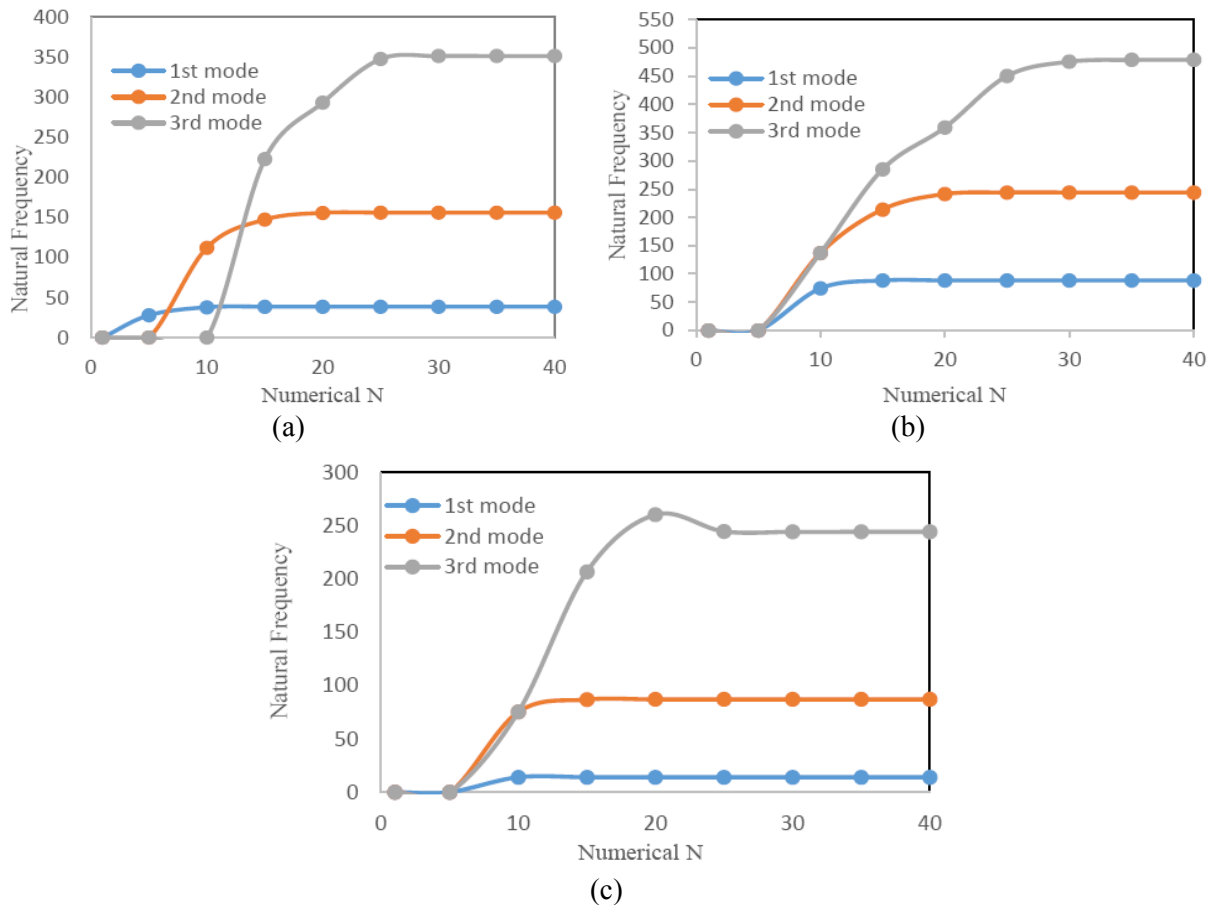 400
350
300
250
200
150
100
50
0
Natural Frequency
1st mode
2nd mode
3rd mode
0 10 20 30 40
Numerical N
(a)
550
500
450
400
350
300
250
200
150
100
50
0
Natural Frequency
1st mode
2nd mode
3rd mode
0 10 20 30 40
Numerical N
(b)
300
250
200
150
100
50
0
Natural Frequency
1st mode
2nd mode
3rd mode
0 10 20 30 40
Numerical N
(c)